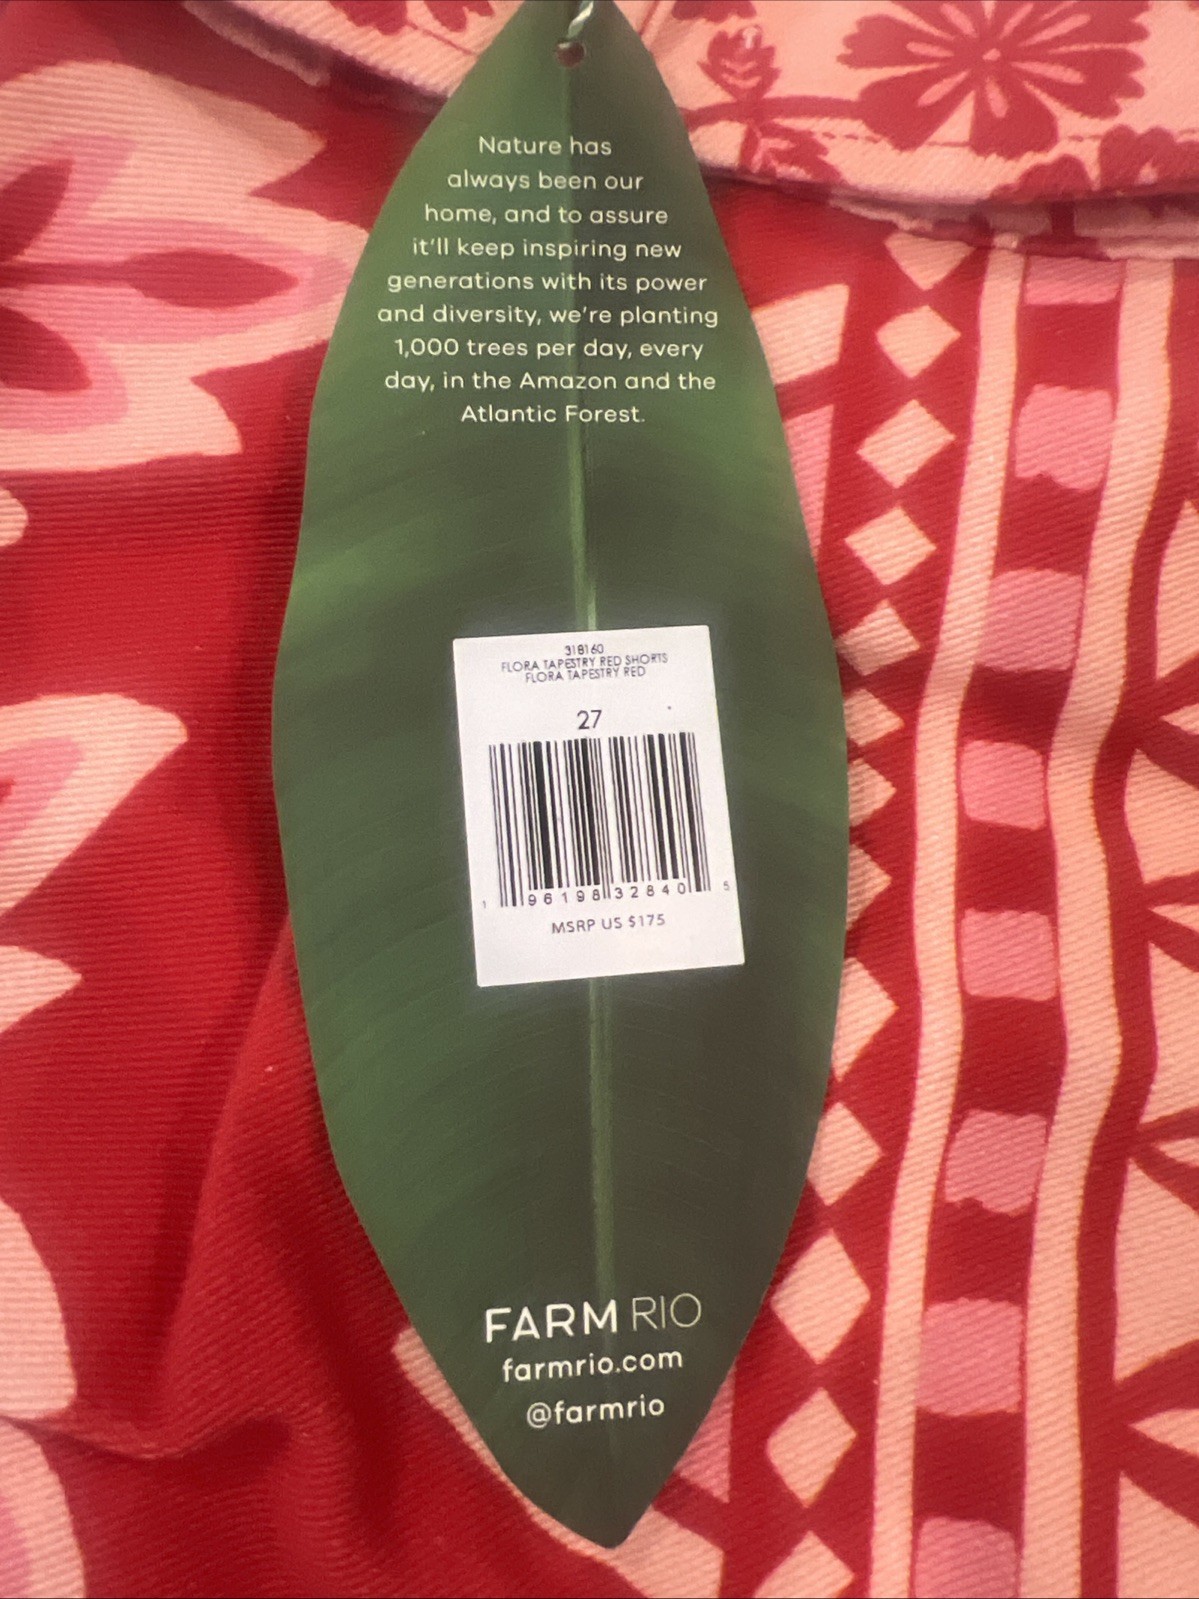 Nature has
always been our
home, and to assure
it'll keep inspiring new
generations with its power
and diversity, we're planting
1,000 trees per day, every
day, in the Amazon and the
Atlantic Forest.
318160
FLORA TAPESTRY RED SHORTS
FLORA TAPESTRY RED
27
1 96198 32840 5
MSRP US $175
FARM RIO
farmrio.com
@farmrio